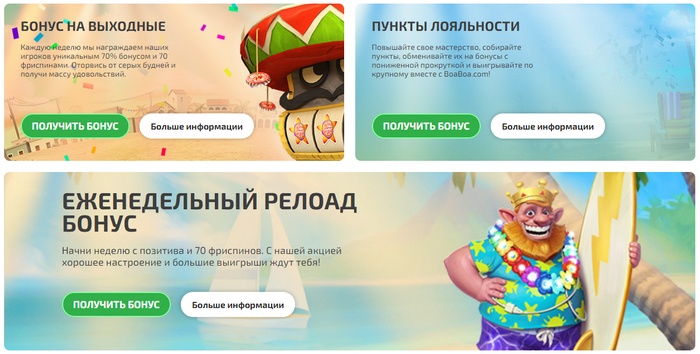 БОНУС НА ВЫХОДНЫЕ
Каждую неделю мы награждаем наших
игроков уникальным 70% бонусом и 70
фриспинами. Оторвись от серых будней и
получи массу удовольствий.
ПОЛУЧИТЬ БОНУС
Больше информации
ПУНКТЫ ЛОЯЛЬНОСТИ
Повышайте свое мастерство, собирайте
пункты, обменивайте их на бонусы с
пониженной прокруткой и выигрывайте по
крупному вместе с BoaBoa.com!
ПОЛУЧИТЬ БОНУС
Больше информации
ЕЖЕНЕДЕЛЬНЫЙ РЕЛОАД
БОНУС
Начни неделю с позитива и 70 фриспинов. С нашей акцией
хорошее настроение и большие выигрыши ждут тебя!
ПОЛУЧИТЬ БОНУС
Больше информации